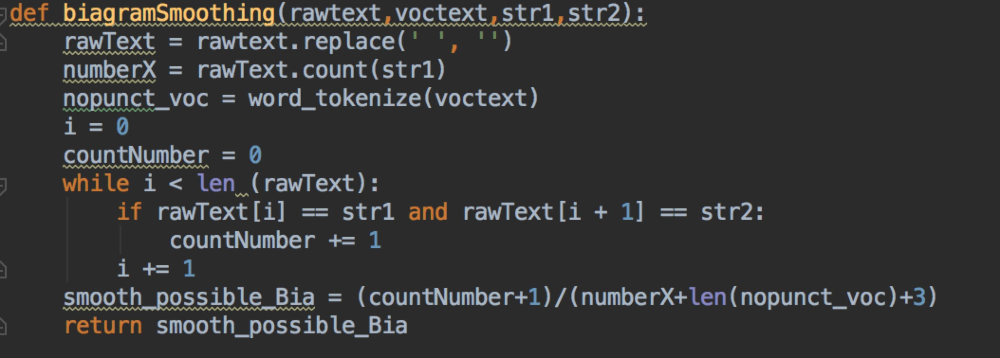 def biagramSmoothing(rawtext,voctext,str1,str2):
    rawText = rawtext.replace(' ', '')
    numberX = rawText.count(str1)
    nopunct_voc = word_tokenize(voctext)
    i = 0
    countNumber = 0
    while i < len (rawText):
        if rawText[i] == str1 and rawText[i + 1] == str2:
            countNumber += 1
        i += 1
    smooth_possible_Bia = (countNumber+1)/(numberX+len(nopunct_voc)+3)
    return smooth_possible_Bia